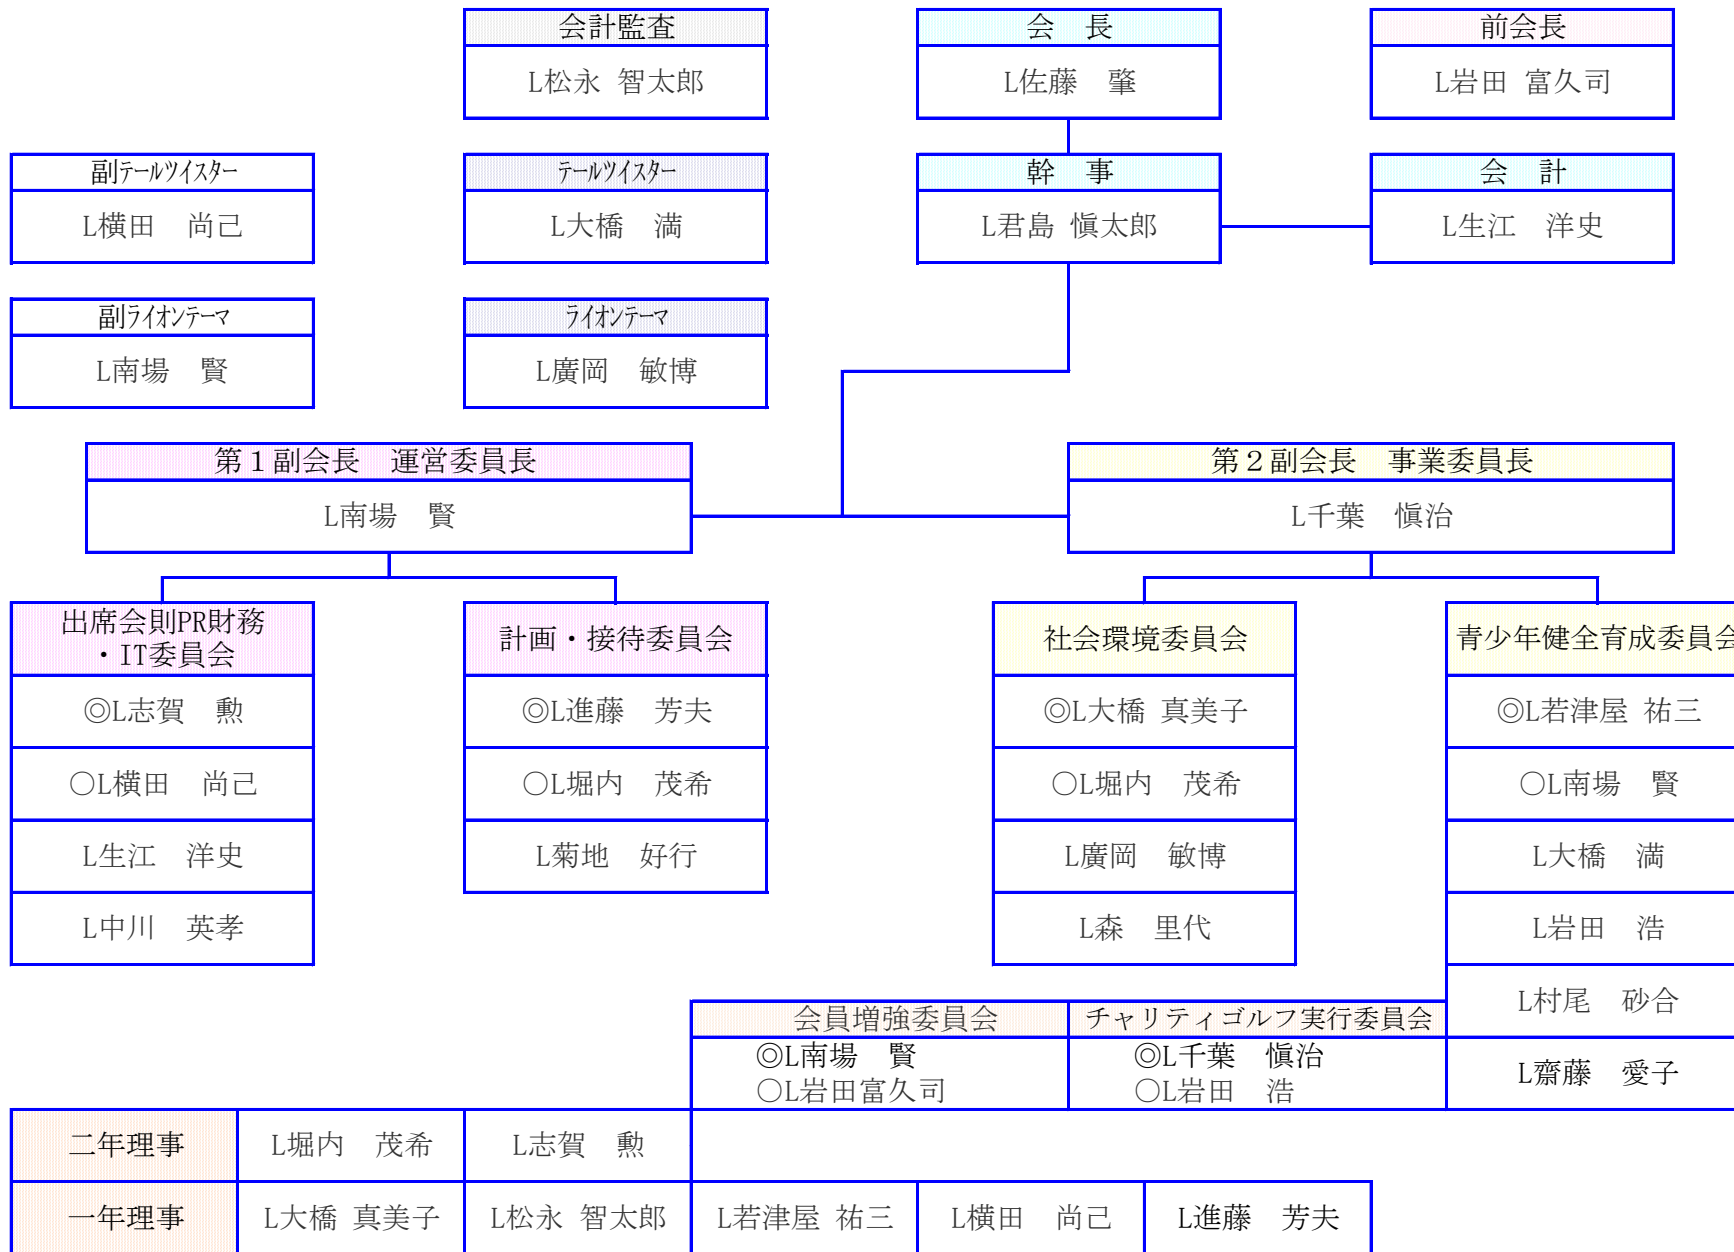 会計監査
L松永 智太郎
会　長
L佐藤　肇
前会長
L岩田 富久司
副テールツイスター
L横田　尚己
テールツイスター
L大橋　満
幹　事
L君島 愼太郎
会　計
L生江　洋史
副ライオンテーマ
L南場　賢
ライオンテーマ
L廣岡　敏博
第１副会長　運営委員長
L南場　賢
第２副会長　事業委員長
L千葉　愼治
出席会則PR財務
・IT委員会
◎L志賀　勲
○L横田　尚己
L生江　洋史
L中川　英孝
計画・接待委員会
◎L進藤　芳夫
○L堀内　茂希
L菊地　好行
社会環境委員会
◎L大橋 真美子
○L堀内　茂希
L廣岡　敏博
L森　里代
青少年健全育成委員会
◎L若津屋 祐三
○L南場　賢
L大橋　満
L岩田　浩
L村尾　砂合
L齋藤　愛子
会員増強委員会
◎L南場　賢
○L岩田富久司
チャリティゴルフ実行委員会
◎L千葉　愼治
○L岩田　浩
二年理事
L堀内　茂希
L志賀　勲
一年理事
L大橋 真美子
L松永 智太郎
L若津屋 祐三
L横田　尚己
L進藤　芳夫